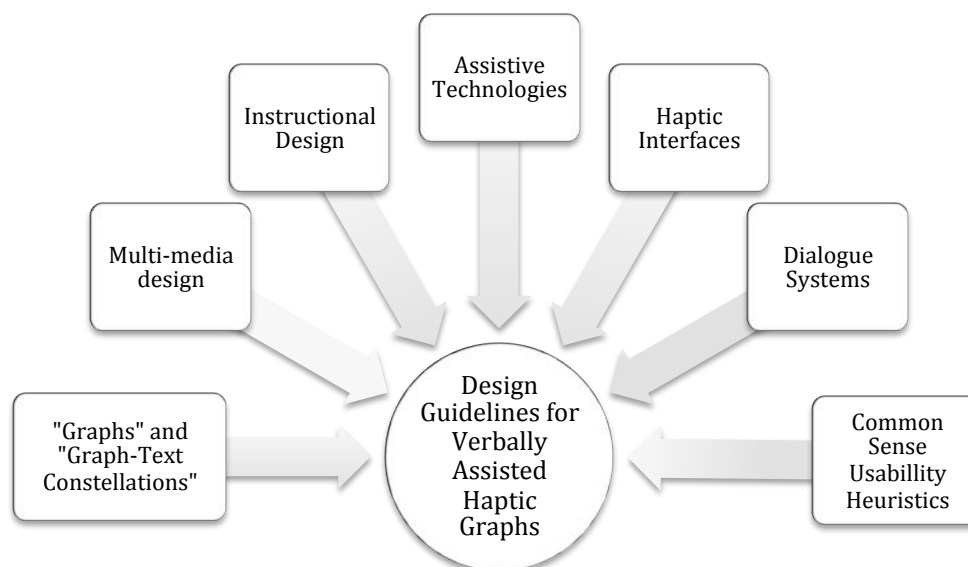 Assistive
Technologies
Instructional
Design
Haptic
Interfaces
Multi-media
design
Dialogue
Systems
"Graphs" and
"Graph-Text
Constellations"
Design
Guidelines for
Verbally
Assisted
Haptic
Graphs
Common
Sense
Usabillity
Heuristics